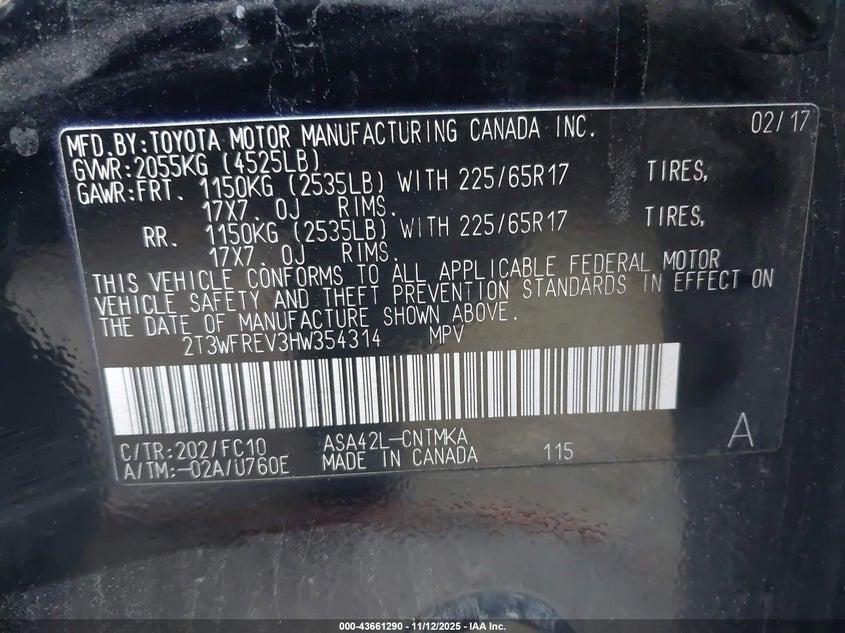 MFD.BY:TOYOTA MOTOR MANUFACTURING CANADA INC. 02/17
GVWR:2055KG (4525LB)
GAWR:FRT. 1150KG (2535LB) WITH 225/65R17 TIRES,
17X7.0J RIMS.
RR. 1150KG (2535LB) WITH 225/65R17 TIRES,
17X7.0J RIMS.
THIS VEHICLE CONFORMS TO ALL APPLICABLE FEDERAL MOTOR
VEHICLE SAFETY AND THEFT PREVENTION STANDARDS IN EFFECT ON
THE DATE OF MANUFACTURE SHOWN ABOVE.
2T3WFREV3HW354314 MPV
C/TR:202/FC10 ASA42L-CNTMKA
A/TM:-02A/U760E MADE IN CANADA 115 A
000-43661290 - 11/12/2025 - IAA Inc.